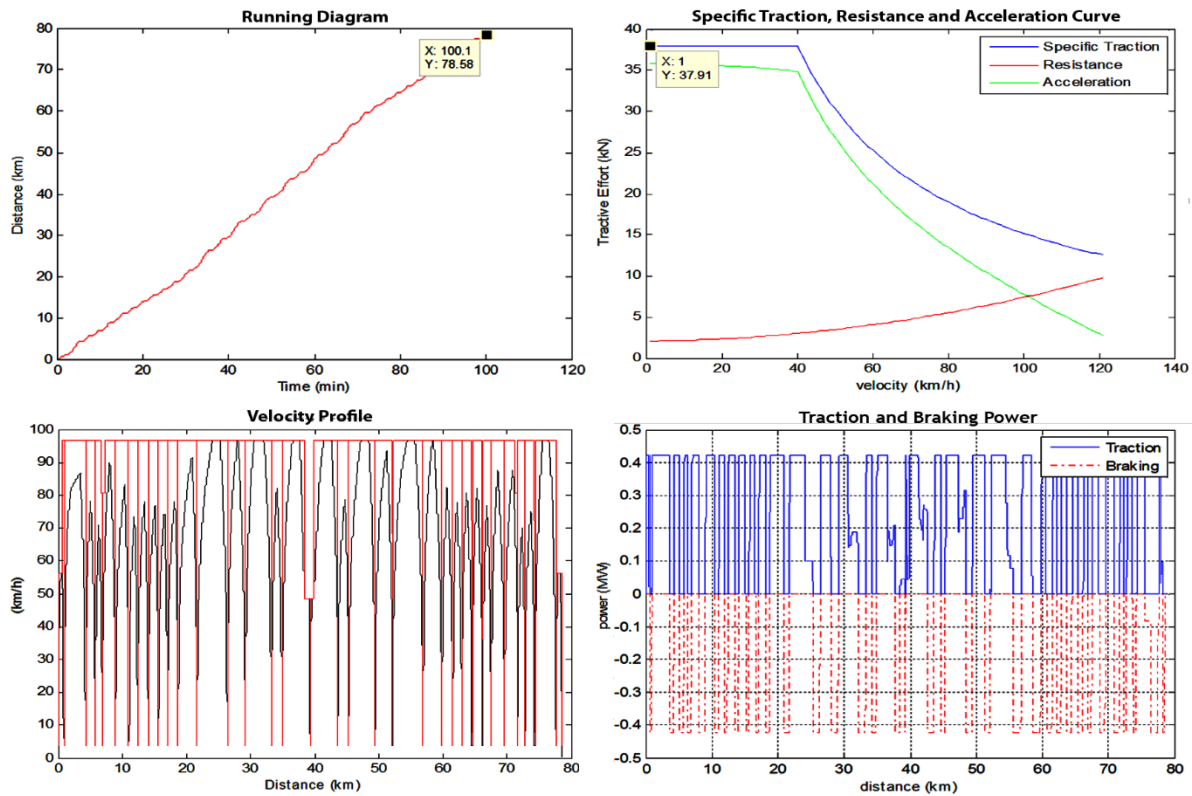 Running Diagram
80
70
60
50
40
30
20
10
0
0 20 40 60 80 100 120
Distance (km)
Time (min)
X: 100.1
Y: 78.58
Specific Traction, Resistance and Acceleration Curve
40
35
30
25
20
15
10
5
0
0 20 40 60 80 100 120 140
Tractive Effort (kN)
velocity (km/h)
X: 1
Y: 37.91
Specific Traction
Resistance
Acceleration
Velocity Profile
100
90
80
70
60
50
40
30
20
10
0
0 10 20 30 40 50 60 70 80
(km/h)
Distance (km)
Traction and Braking Power
0.5
0.4
0.3
0.2
0.1
0
-0.1
-0.2
-0.3
-0.4
-0.5
0 10 20 30 40 50 60 70 80
power (MW)
distance (km)
Traction
Braking